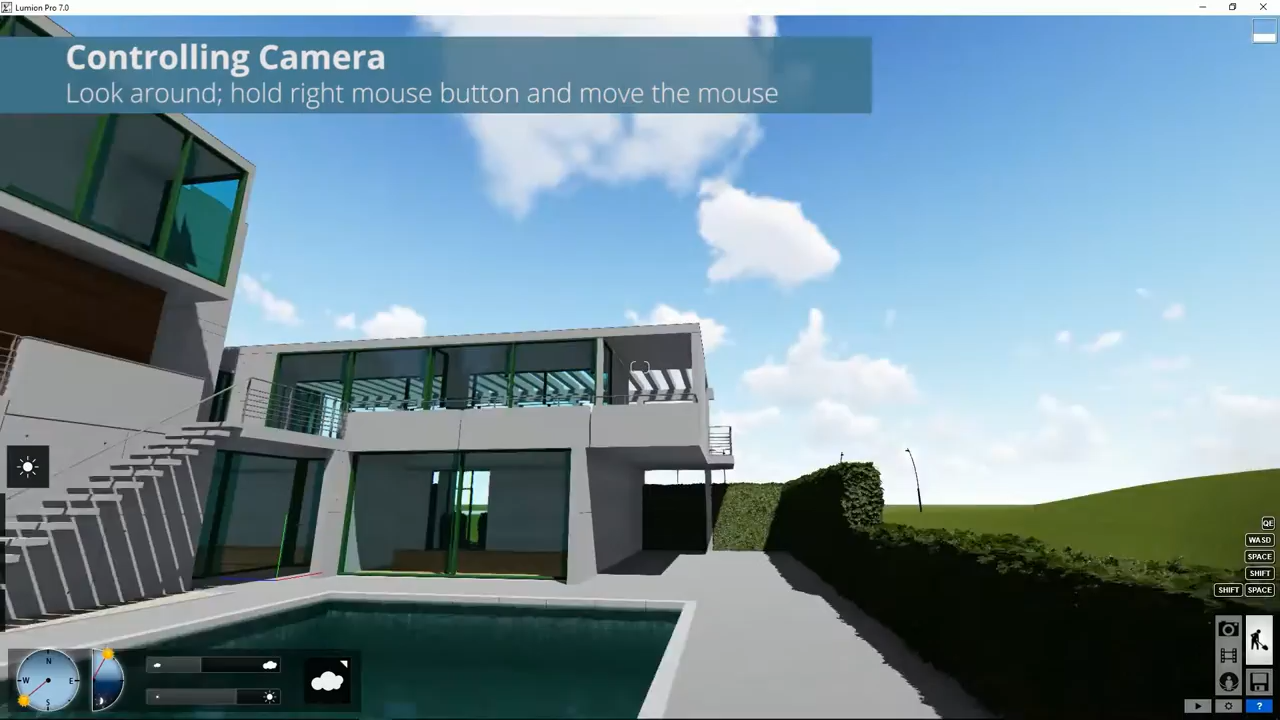 Lumion Pro 7.0
Controlling Camera
Look around; hold right mouse button and move the mouse
QE
WASD
SPACE
SHIFT
SHIFT SPACE
N
W E
S
?